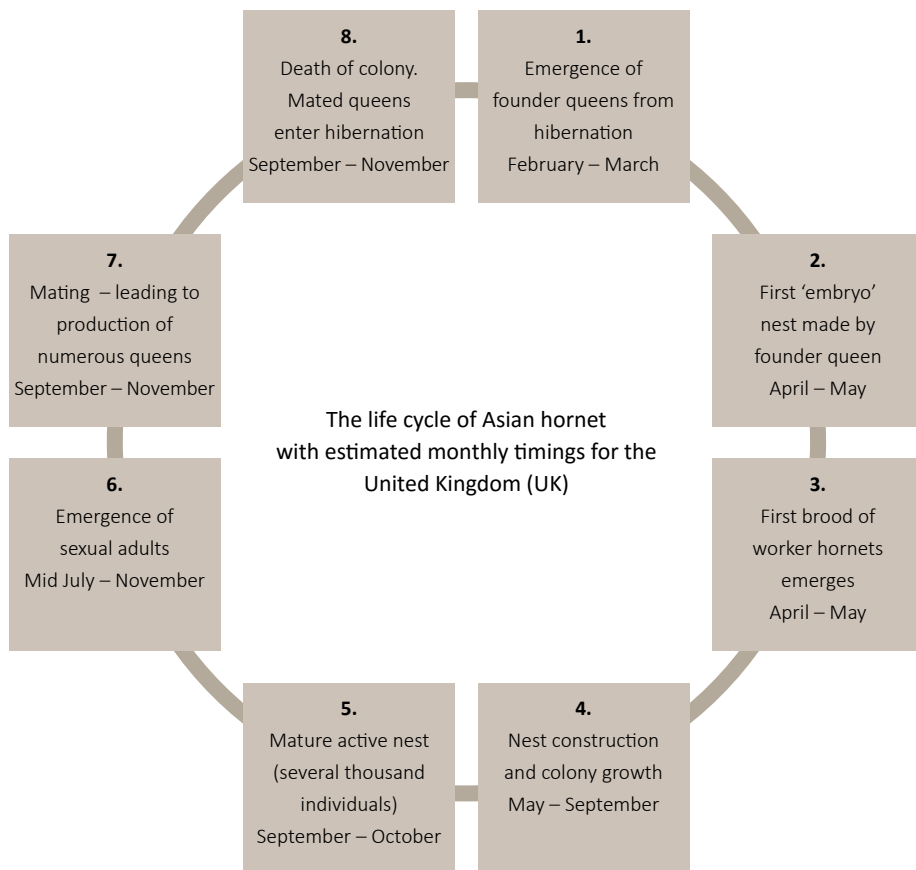 8.
Death of colony.
Mated queens
enter hibernation
September – November
1.
Emergence of
founder queens from
hibernation
February – March
7.
Mating – leading to
production of
numerous queens
September – November
2.
First ‘embryo’
nest made by
founder queen
April – May
The life cycle of Asian hornet
with estimated monthly timings for the
United Kingdom (UK)
6.
Emergence of
sexual adults
Mid July – November
3.
First brood of
worker hornets
emerges
April – May
5.
Mature active nest
(several thousand
individuals)
September – October
4.
Nest construction
and colony growth
May – September